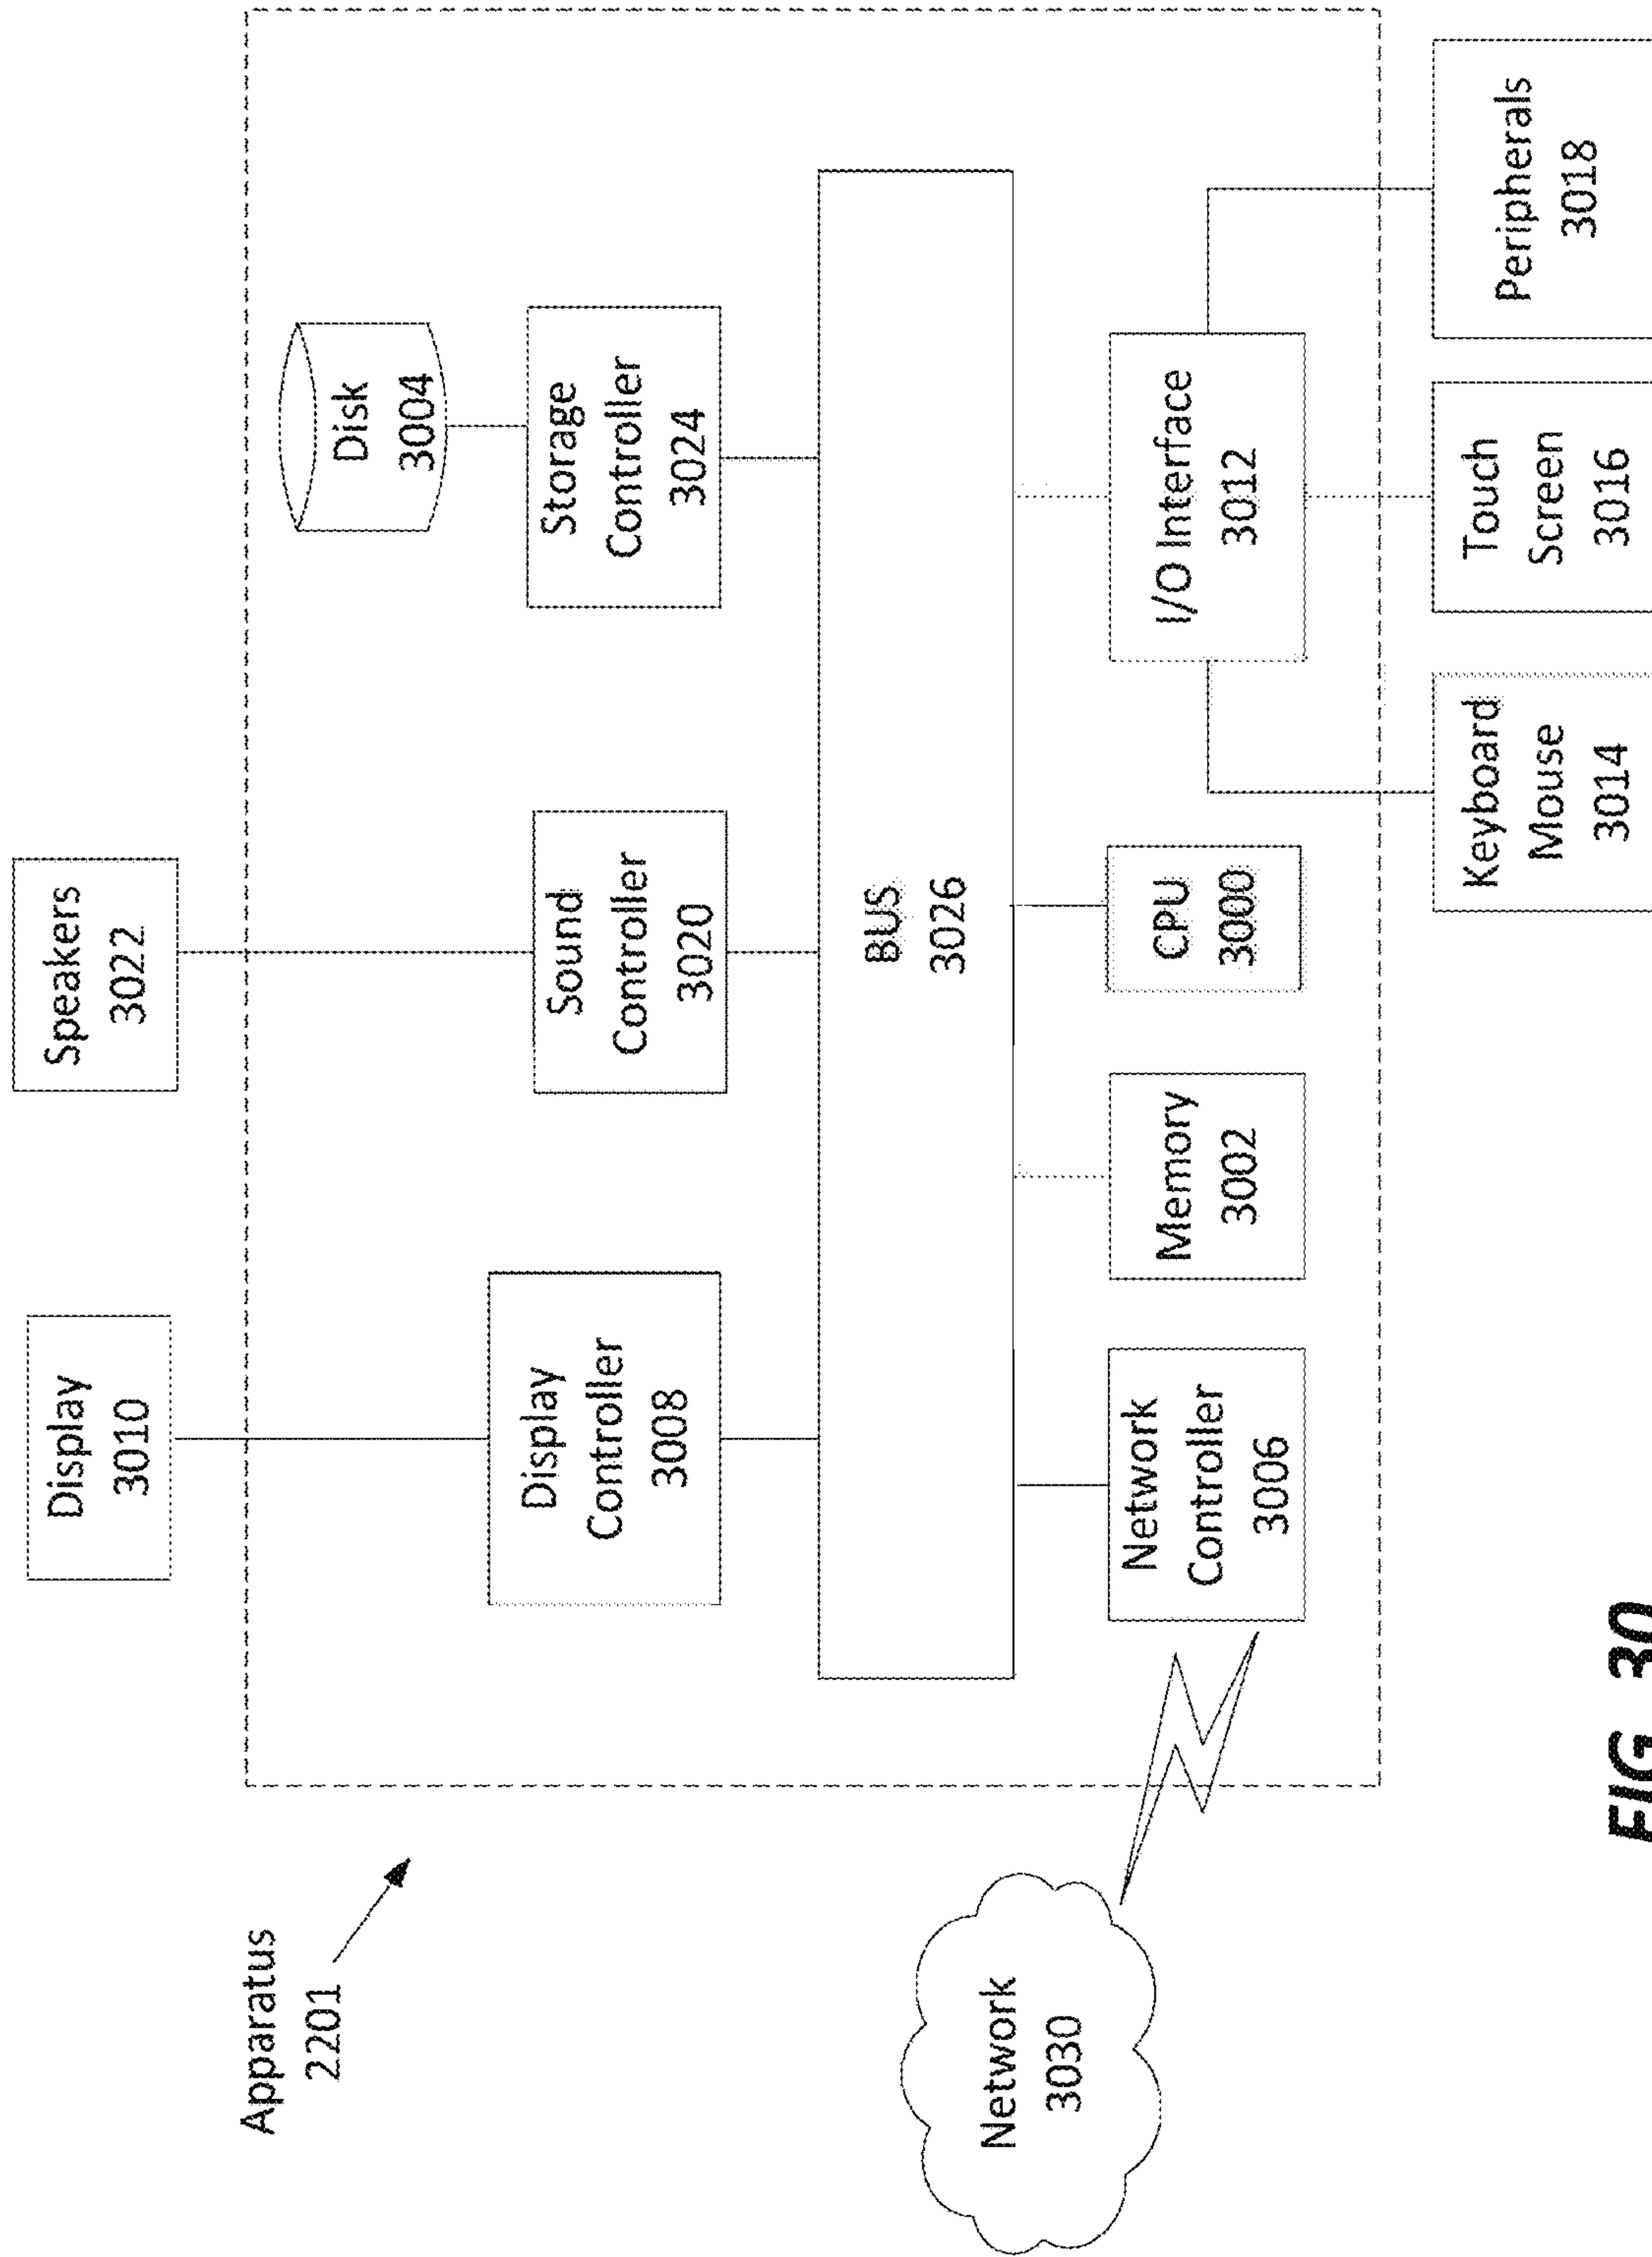 Apparatus
2201
Display
3010
Speakers
3022
Display
Controller
3008
Sound
Controller
3020
Storage
Controller
3024
Disk
3004
BUS
3026
Network
3030
Network
Controller
3006
Memory
3002
CPU
3000
I/O Interface
3012
Keyboard
Mouse
3014
Touch
Screen
3016
Peripherals
3018
FIG. 30